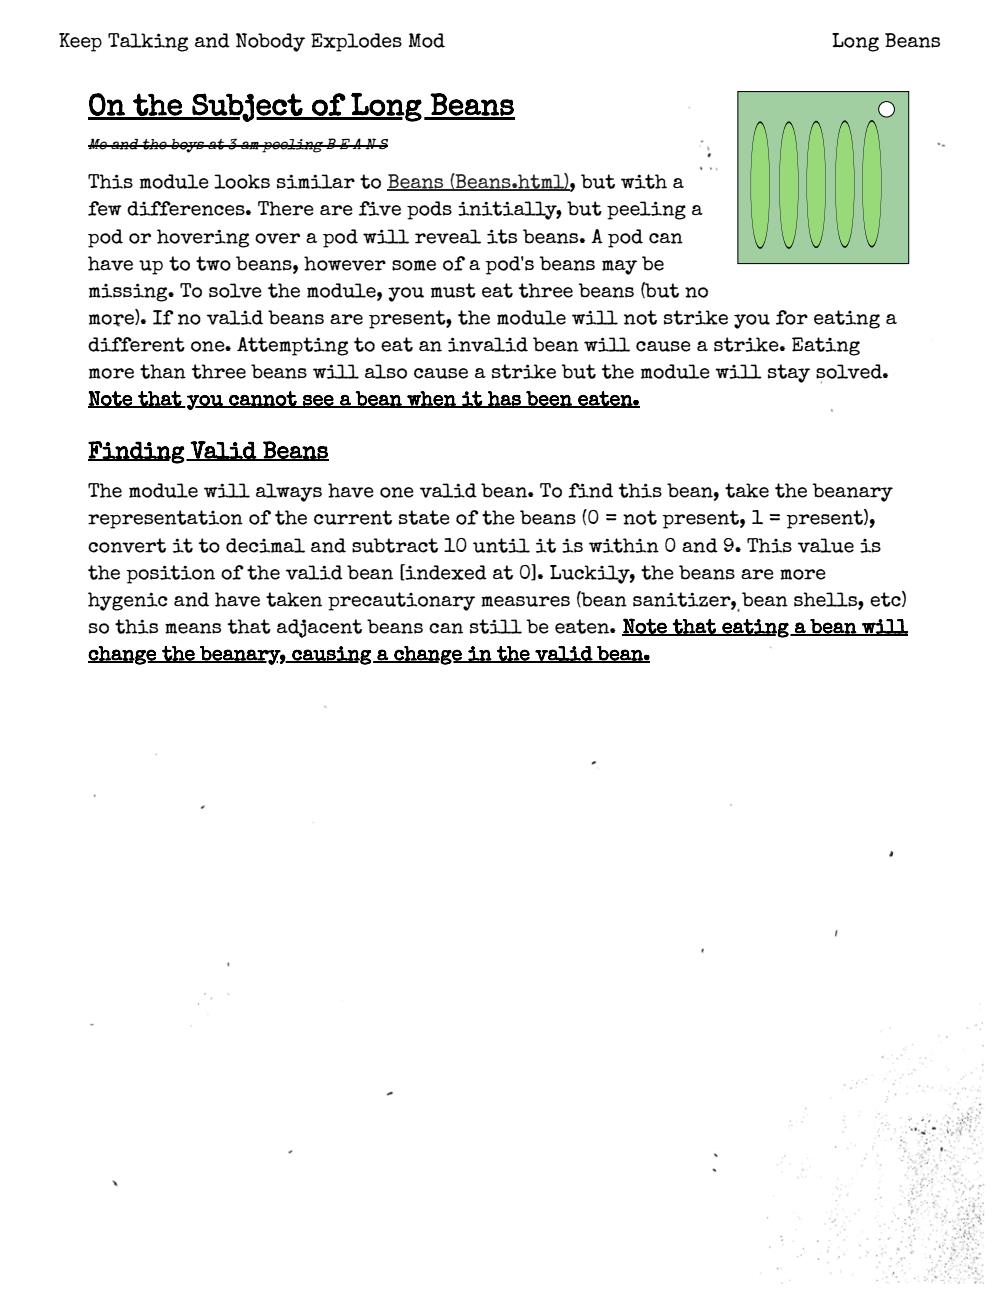 Keep Talking and Nobody Explodes Mod
Long Beans
On the Subject of Long Beans
Me and the boys at 3 am peeling B E A N S
This module looks similar to Beans (Beans.html), but with a
few differences. There are five pods initially, but peeling a
pod or hovering over a pod will reveal its beans. A pod can
have up to two beans, however some of a pod's beans may be
missing. To solve the module, you must eat three beans (but no
more). If no valid beans are present, the module will not strike you for eating a
different one. Attempting to eat an invalid bean will cause a strike. Eating
more than three beans will also cause a strike but the module will stay solved.
Note that you cannot see a bean when it has been eaten.
Finding Valid Beans
The module will always have one valid bean. To find this bean, take the beanary
representation of the current state of the beans (0 = not present, 1 = present),
convert it to decimal and subtract 10 until it is within 0 and 9. This value is
the position of the valid bean [indexed at 0]. Luckily, the beans are more
hygenic and have taken precautionary measures (bean sanitizer, bean shells, etc)
so this means that adjacent beans can still be eaten. Note that eating a bean will
change the beanary, causing a change in the valid bean.